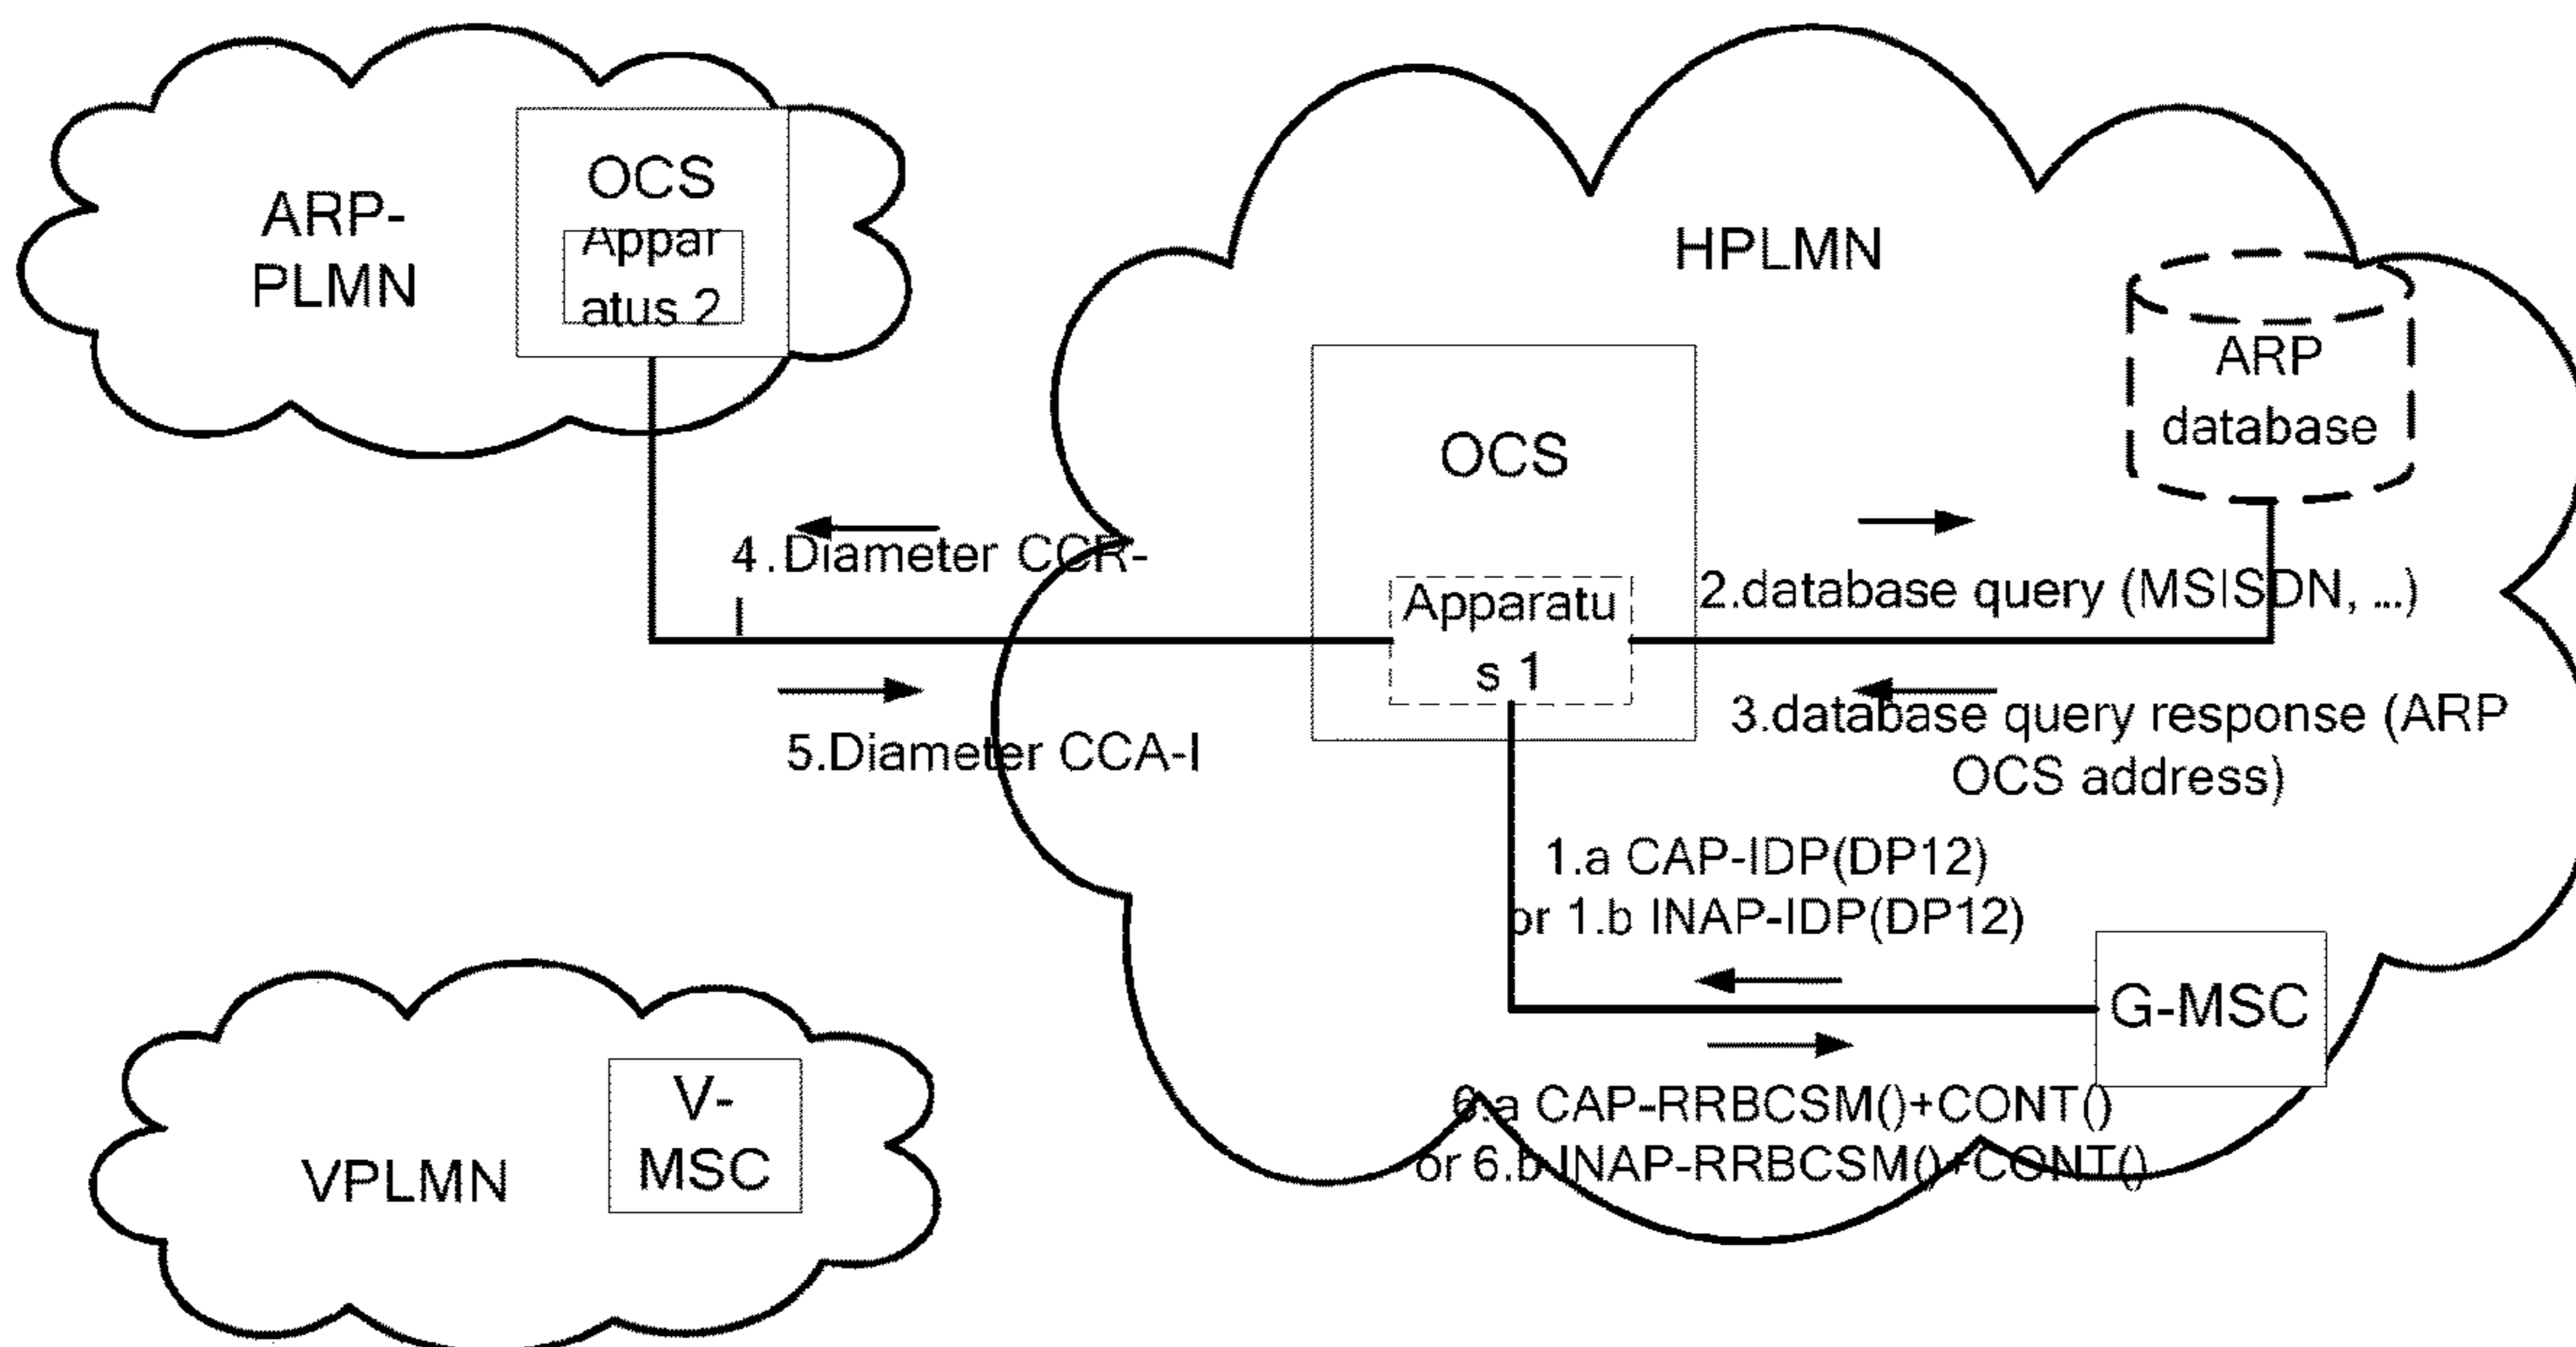 ARP-
PLMN
OCS
Appar
atus 2
HPLMN
ARP
database
OCS
Apparatu
s 1
4.Diameter CCR-
I
5.Diameter CCA-I
2.database query (MSISDN, ...)
3.database query response (ARP
OCS address)
1.a CAP-IDP(DP12)
or 1.b INAP-IDP(DP12)
G-MSC
6.a CAP-RRBCSM()+CONT()
or 6.b INAP-RRBCSM()+CONT()
VPLMN
V-
MSC